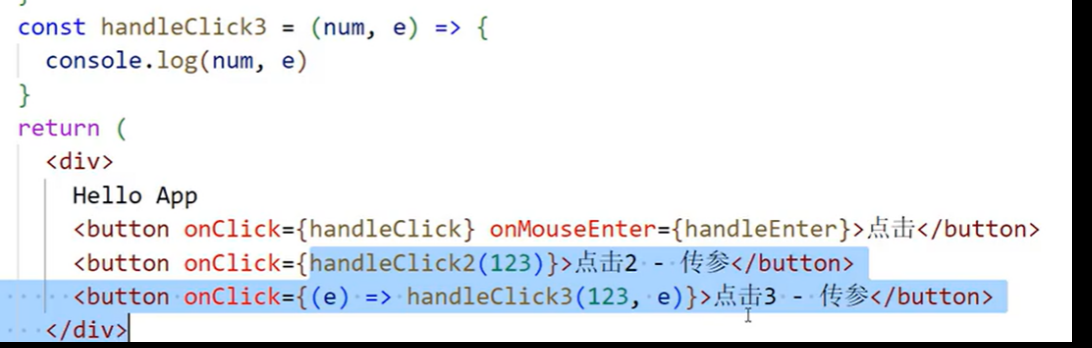 }
const handleClick3 = (num, e) => {
console.log(num, e)
}
return (
<div>
Hello App
<button onClick={handleClick} onMouseEnter={handleEnter}>点击</button>
<button onClick={handleClick2(123)}>点击2 - 传参</button>
<button onClick={(e) => handleClick3(123, e)}>点击3 - 传参</button>
</div>